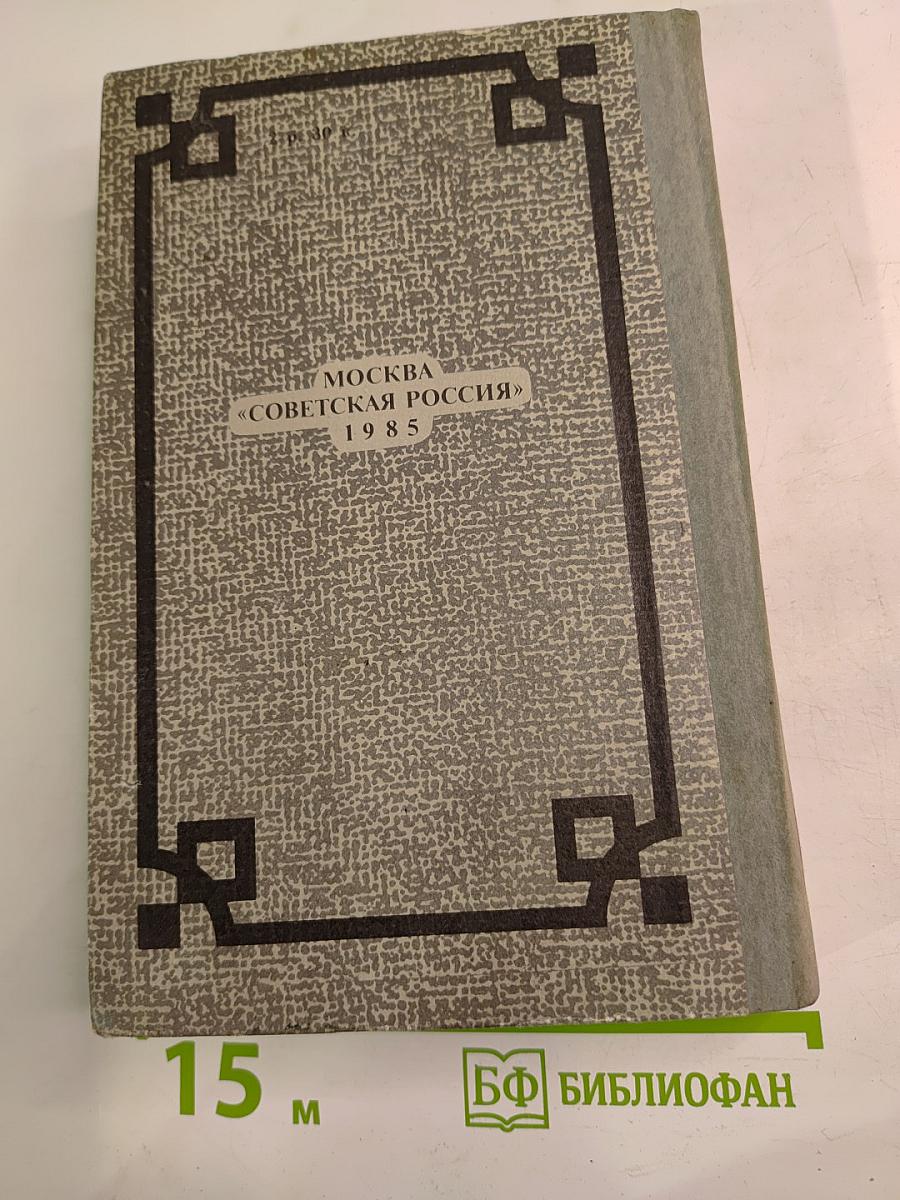 2 р. 30 к.
МОСКВА
«СОВЕТСКАЯ РОССИЯ»
1985
15 м
БФ БИБЛИОФАН